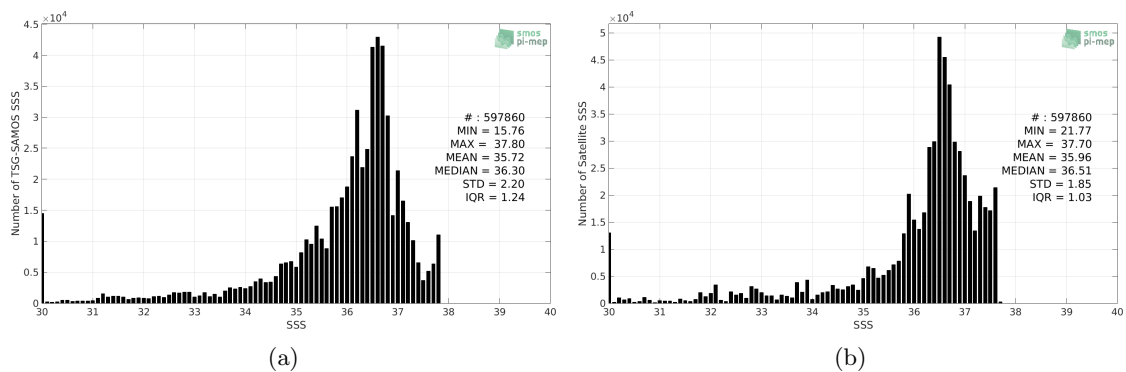 ×10⁴
4.5
4
3.5
3
2.5
2
1.5
1
0.5
0
Number of TSG-SAMOS SSS
smos
pi-mep
# : 597860
MIN = 15.76
MAX = 37.80
MEAN = 35.72
MEDIAN = 36.30
STD = 2.20
IQR = 1.24
30 31 32 33 34 35 36 37 38 39 40
SSS
(a)
×10⁴
5
4.5
4
3.5
3
2.5
2
1.5
1
0.5
0
Number of Satellite SSS
smos
pi-mep
# : 597860
MIN = 21.77
MAX = 37.70
MEAN = 35.96
MEDIAN = 36.51
STD = 1.85
IQR = 1.03
30 31 32 33 34 35 36 37 38 39 40
SSS
(b)